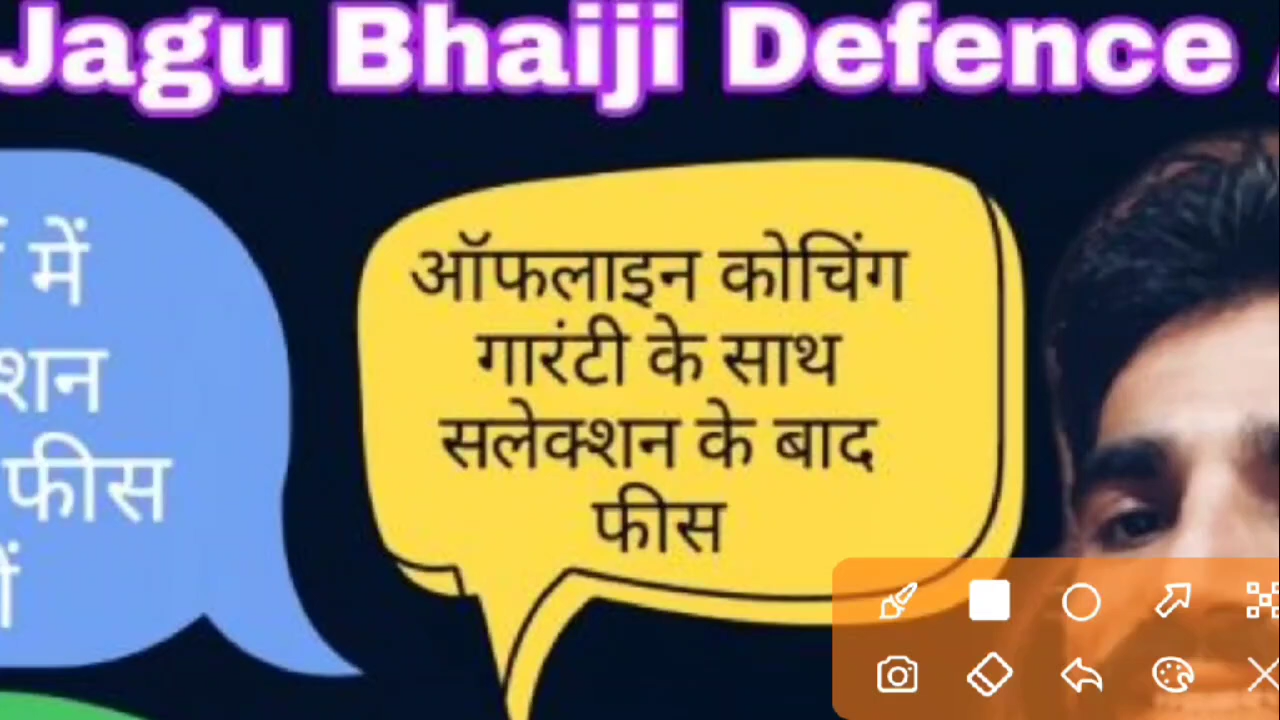 Jagu Bhaiji Defence
में
शन
फीस
ऑफलाइन कोचिंग
गारंटी के साथ
सलेक्शन के बाद
फीस